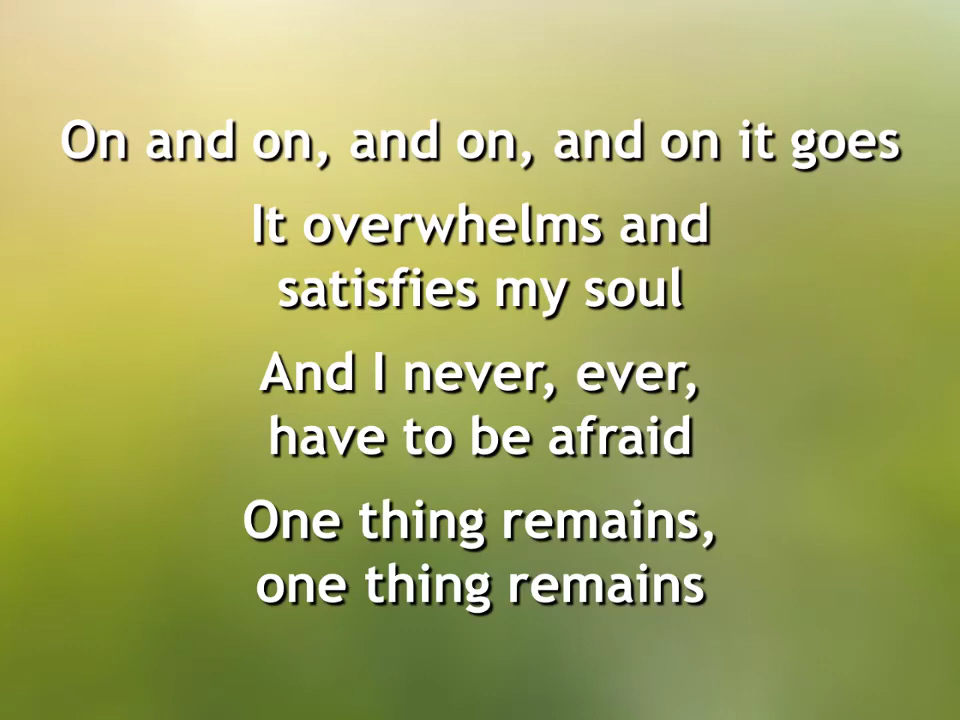 On and on, and on, and on it goes
It overwhelms and
satisfies my soul
And I never, ever,
have to be afraid
One thing remains,
one thing remains